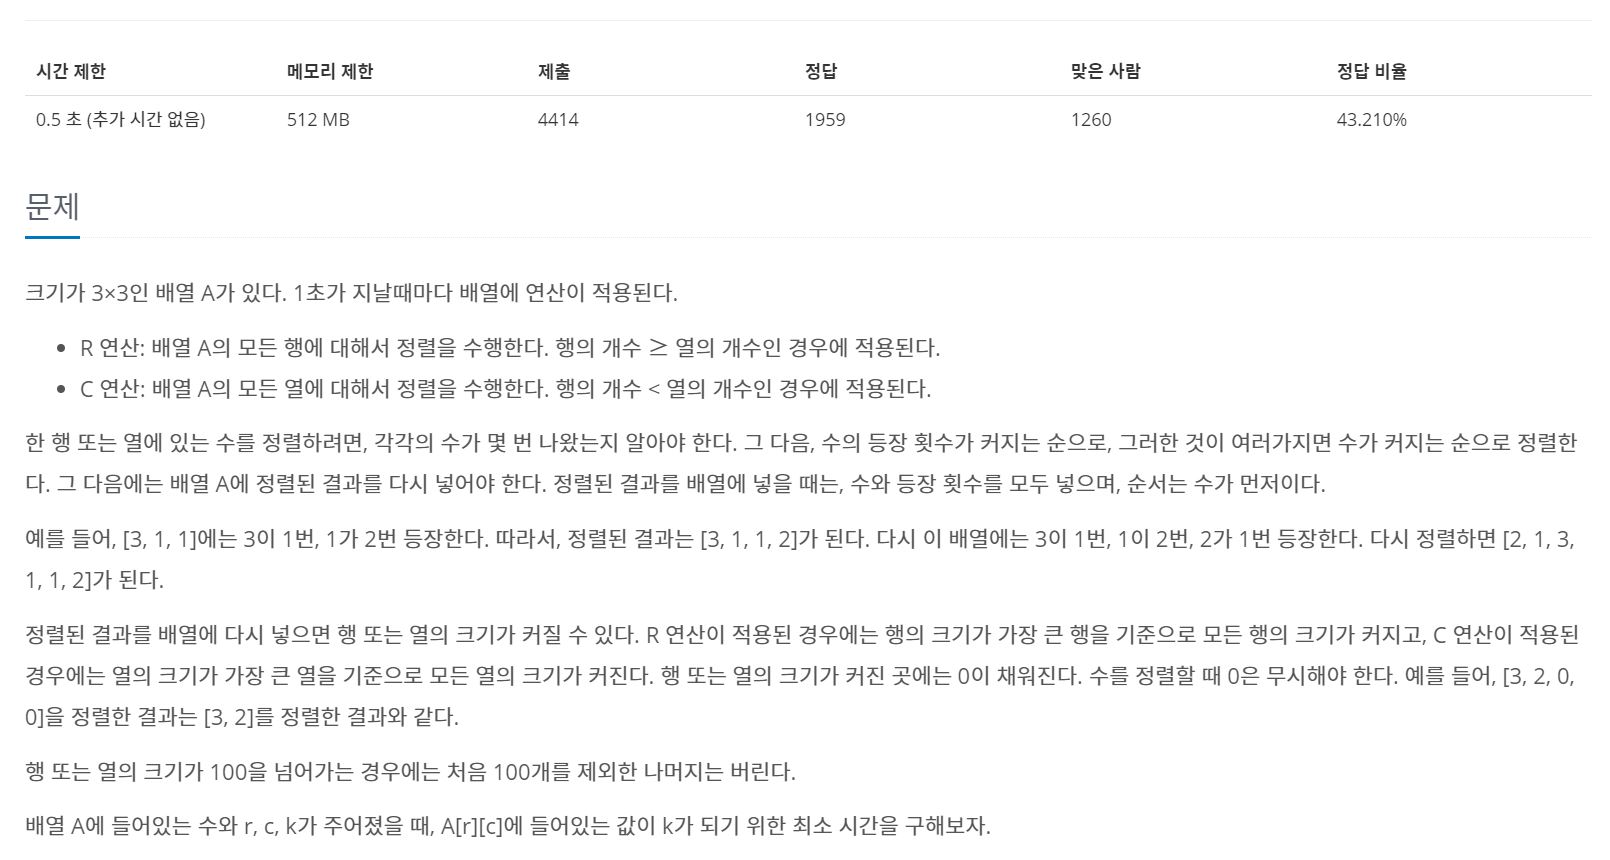 시간 제한 메모리 제한 제출 정답 맞은 사람 정답 비율
0.5 초 (추가 시간 없음) 512 MB 4414 1959 1260 43.210%
문제
크기가 3×3인 배열 A가 있다. 1초가 지날때마다 배열에 연산이 적용된다.
• R 연산: 배열 A의 모든 행에 대해서 정렬을 수행한다. 행의 개수 ≥ 열의 개수인 경우에 적용된다.
• C 연산: 배열 A의 모든 열에 대해서 정렬을 수행한다. 행의 개수 < 열의 개수인 경우에 적용된다.
한 행 또는 열에 있는 수를 정렬하려면, 각각의 수가 몇 번 나왔는지 알아야 한다. 그 다음, 수의 등장 횟수가 커지는 순으로, 그러한 것이 여러가지면 수가 커지는 순으로 정렬한
다. 그 다음에는 배열 A에 정렬된 결과를 다시 넣어야 한다. 정렬된 결과를 배열에 넣을 때는, 수와 등장 횟수를 모두 넣으며, 순서는 수가 먼저이다.
예를 들어, [3, 1, 1]에는 3이 1번, 1가 2번 등장한다. 따라서, 정렬된 결과는 [3, 1, 1, 2]가 된다. 다시 이 배열에는 3이 1번, 1이 2번, 2가 1번 등장한다. 다시 정렬하면 [2, 1, 3,
1, 1, 2]가 된다.
정렬된 결과를 배열에 다시 넣으면 행 또는 열의 크기가 커질 수 있다. R 연산이 적용된 경우에는 행의 크기가 가장 큰 행을 기준으로 모든 행의 크기가 커지고, C 연산이 적용된
경우에는 열의 크기가 가장 큰 열을 기준으로 모든 열의 크기가 커진다. 행 또는 열의 크기가 커진 곳에는 0이 채워진다. 수를 정렬할 때 0은 무시해야 한다. 예를 들어, [3, 2, 0,
0]을 정렬한 결과는 [3, 2]를 정렬한 결과와 같다.
행 또는 열의 크기가 100을 넘어가는 경우에는 처음 100개를 제외한 나머지는 버린다.
배열 A에 들어있는 수와 r, c, k가 주어졌을 때, A[r][c]에 들어있는 값이 k가 되기 위한 최소 시간을 구해보자.